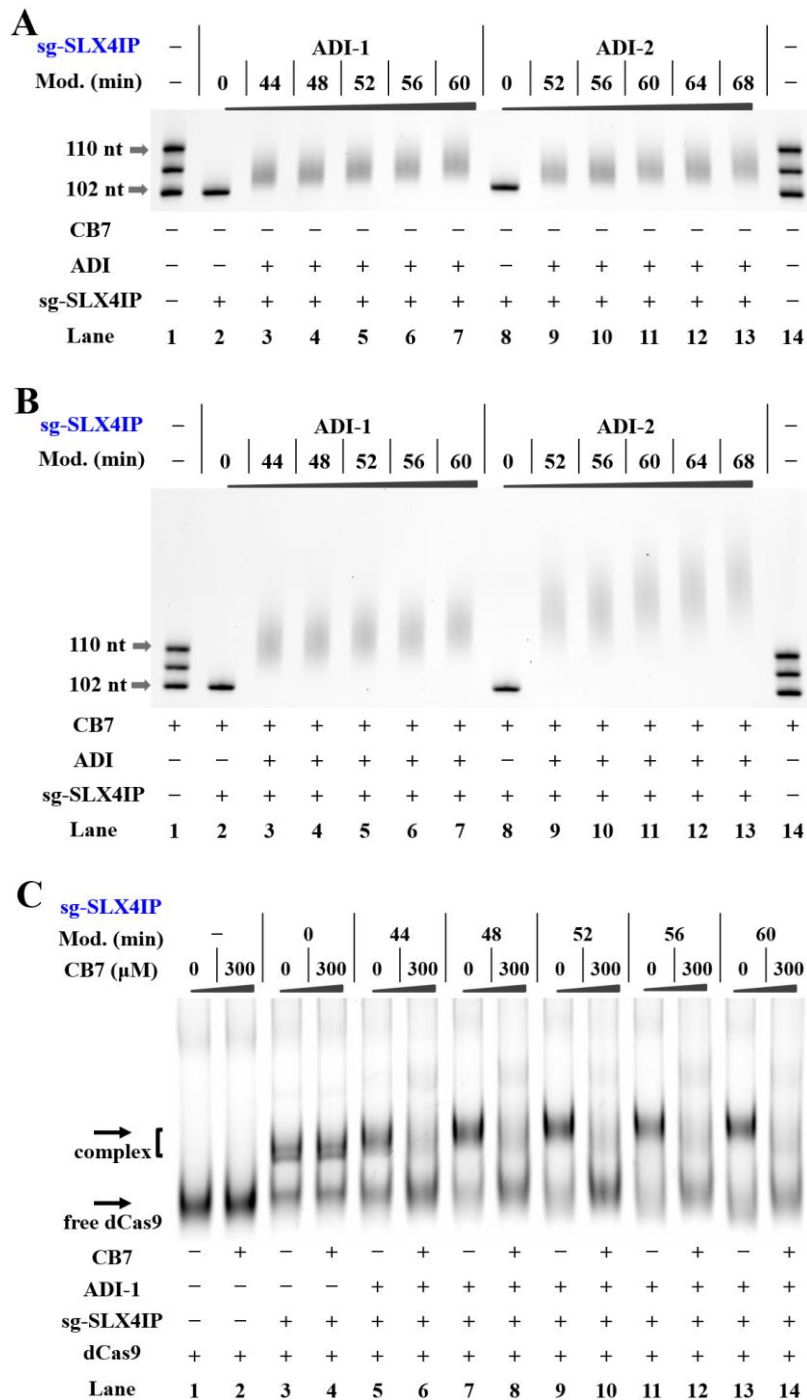 A
sg-SLX4IP – ADI-1 ADI-2 –
Mod. (min) – 0 44 48 52 56 60 0 52 56 60 64 68 –
110 nt
102 nt
CB7 – – – – – – – – – – – – – –
ADI – – + + + + + – + + + + + –
sg-SLX4IP – + + + + + + + + + + + + –
Lane 1 2 3 4 5 6 7 8 9 10 11 12 13 14
B
sg-SLX4IP – ADI-1 ADI-2 –
Mod. (min) – 0 44 48 52 56 60 0 52 56 60 64 68 –
110 nt
102 nt
CB7 + + + + + + + + + + + + + +
ADI – – + + + + + – + + + + + –
sg-SLX4IP – + + + + + + + + + + + + –
Lane 1 2 3 4 5 6 7 8 9 10 11 12 13 14
C
sg-SLX4IP
Mod. (min) – 0 44 48 52 56 60
CB7 (µM) 0 300 0 300 0 300 0 300 0 300 0 300 0 300
complex
free dCas9
CB7 – + – + – + – + – + – + – +
ADI-1 – – – – + + + + + + + + + +
sg-SLX4IP – – + + + + + + + + + + + +
dCas9 + + + + + + + + + + + + + +
Lane 1 2 3 4 5 6 7 8 9 10 11 12 13 14